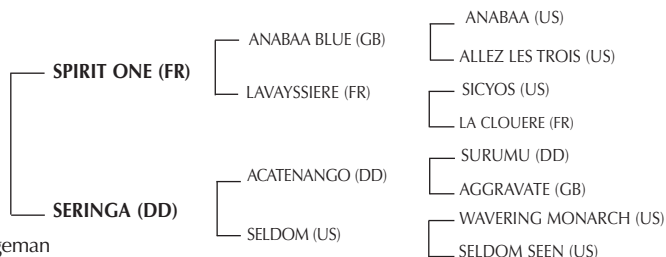 ANABAA (US)
ANABAA BLUE (GB)
ALLEZ LES TROIS (US)
SPIRIT ONE (FR)
SICYOS (US)
LAVAYSSIERE (FR)
LA CLOUERE (FR)
SURUMU (DD)
ACATENANGO (DD)
AGGRAVATE (GB)
SERINGA (DD)
WAVERING MONARCH (US)
SELDOM (US)
geman
SELDOM SEEN (US)